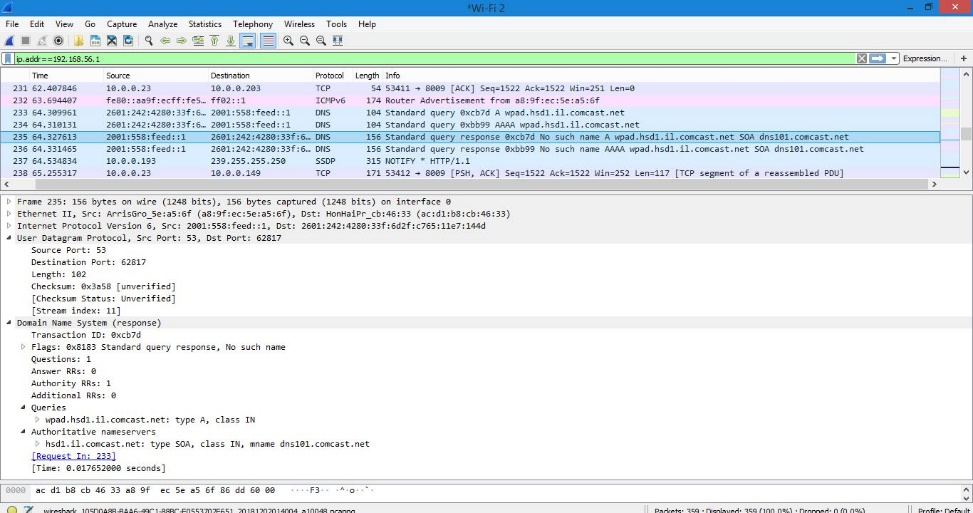 *Wi-Fi 2
File Edit View Go Capture Analyze Statistics Telephony Wireless Tools Help
ip.addr==192.168.56.1 Expression... +
Time Source Destination Protocol Length Info
231 62.407846 10.0.0.23 10.0.0.203 TCP 54 53411 → 8009 [ACK] Seq=1522 Ack=1522 Win=251 Len=0
232 63.694407 fe80::aa9f:ecff:fe5… ff02::1 ICMPv6 174 Router Advertisement from a8:9f:ec:5e:a5:6f
233 64.309961 2601:242:4280:33f:6… 2001:558:feed::1 DNS 104 Standard query 0xcb7d A wpad.hsd1.il.comcast.net
234 64.310131 2601:242:4280:33f:6… 2001:558:feed::1 DNS 104 Standard query 0xbb99 AAAA wpad.hsd1.il.comcast.net
235 64.327613 2001:558:feed::1 2601:242:4280:33f:6… DNS 156 Standard query response 0xcb7d No such name A wpad.hsd1.il.comcast.net SOA dns101.comcast.net
236 64.331465 2001:558:feed::1 2601:242:4280:33f:6… DNS 156 Standard query response 0xbb99 No such name AAAA wpad.hsd1.il.comcast.net SOA dns101.comcast.net
237 64.534834 10.0.0.193 239.255.255.250 SSDP 315 NOTIFY * HTTP/1.1
238 65.255317 10.0.0.23 10.0.0.149 TCP 171 53412 → 8009 [PSH, ACK] Seq=1522 Ack=1522 Win=252 Len=117 [TCP segment of a reassembled PDU]
Frame 235: 156 bytes on wire (1248 bits), 156 bytes captured (1248 bits) on interface 0
Ethernet II, Src: ArrisGro_5e:a5:6f (a8:9f:ec:5e:a5:6f), Dst: HonHaiPr_cb:46:33 (ac:d1:b8:cb:46:33)
Internet Protocol Version 6, Src: 2001:558:feed::1, Dst: 2601:242:4280:33f:6d2f:c765:11e7:144d
User Datagram Protocol, Src Port: 53, Dst Port: 62817
Source Port: 53
Destination Port: 62817
Length: 102
Checksum: 0x3a58 [unverified]
[Checksum Status: Unverified]
[Stream index: 11]
Domain Name System (response)
Transaction ID: 0xcb7d
Flags: 0x8183 Standard query response, No such name
Questions: 1
Answer RRs: 0
Authority RRs: 1
Additional RRs: 0
Queries
wpad.hsd1.il.comcast.net: type A, class IN
Authoritative nameservers
hsd1.il.comcast.net: type SOA, class IN, mname dns101.comcast.net
[Request In: 233]
[Time: 0.017652000 seconds]
0000 ac d1 b8 cb 46 33 a8 9f ec 5e a5 6f 86 dd 60 00 ····F3·· ·^·o··`·
Packets: 359 · Displayed: 359 (100.0%) · Dropped: 0 (0.0%) Profile: Default